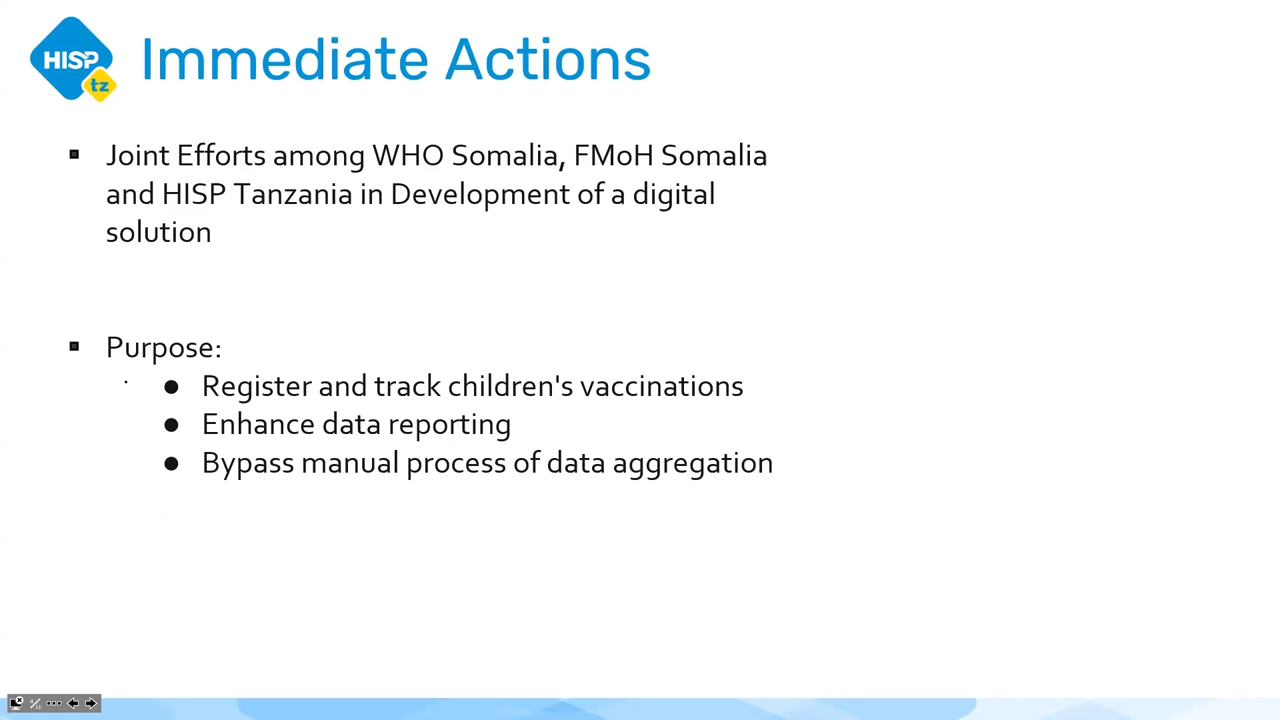 HISP
tz
Immediate Actions
Joint Efforts among WHO Somalia, FMoH Somalia
and HISP Tanzania in Development of a digital
solution
Purpose:
Register and track children's vaccinations
Enhance data reporting
Bypass manual process of data aggregation